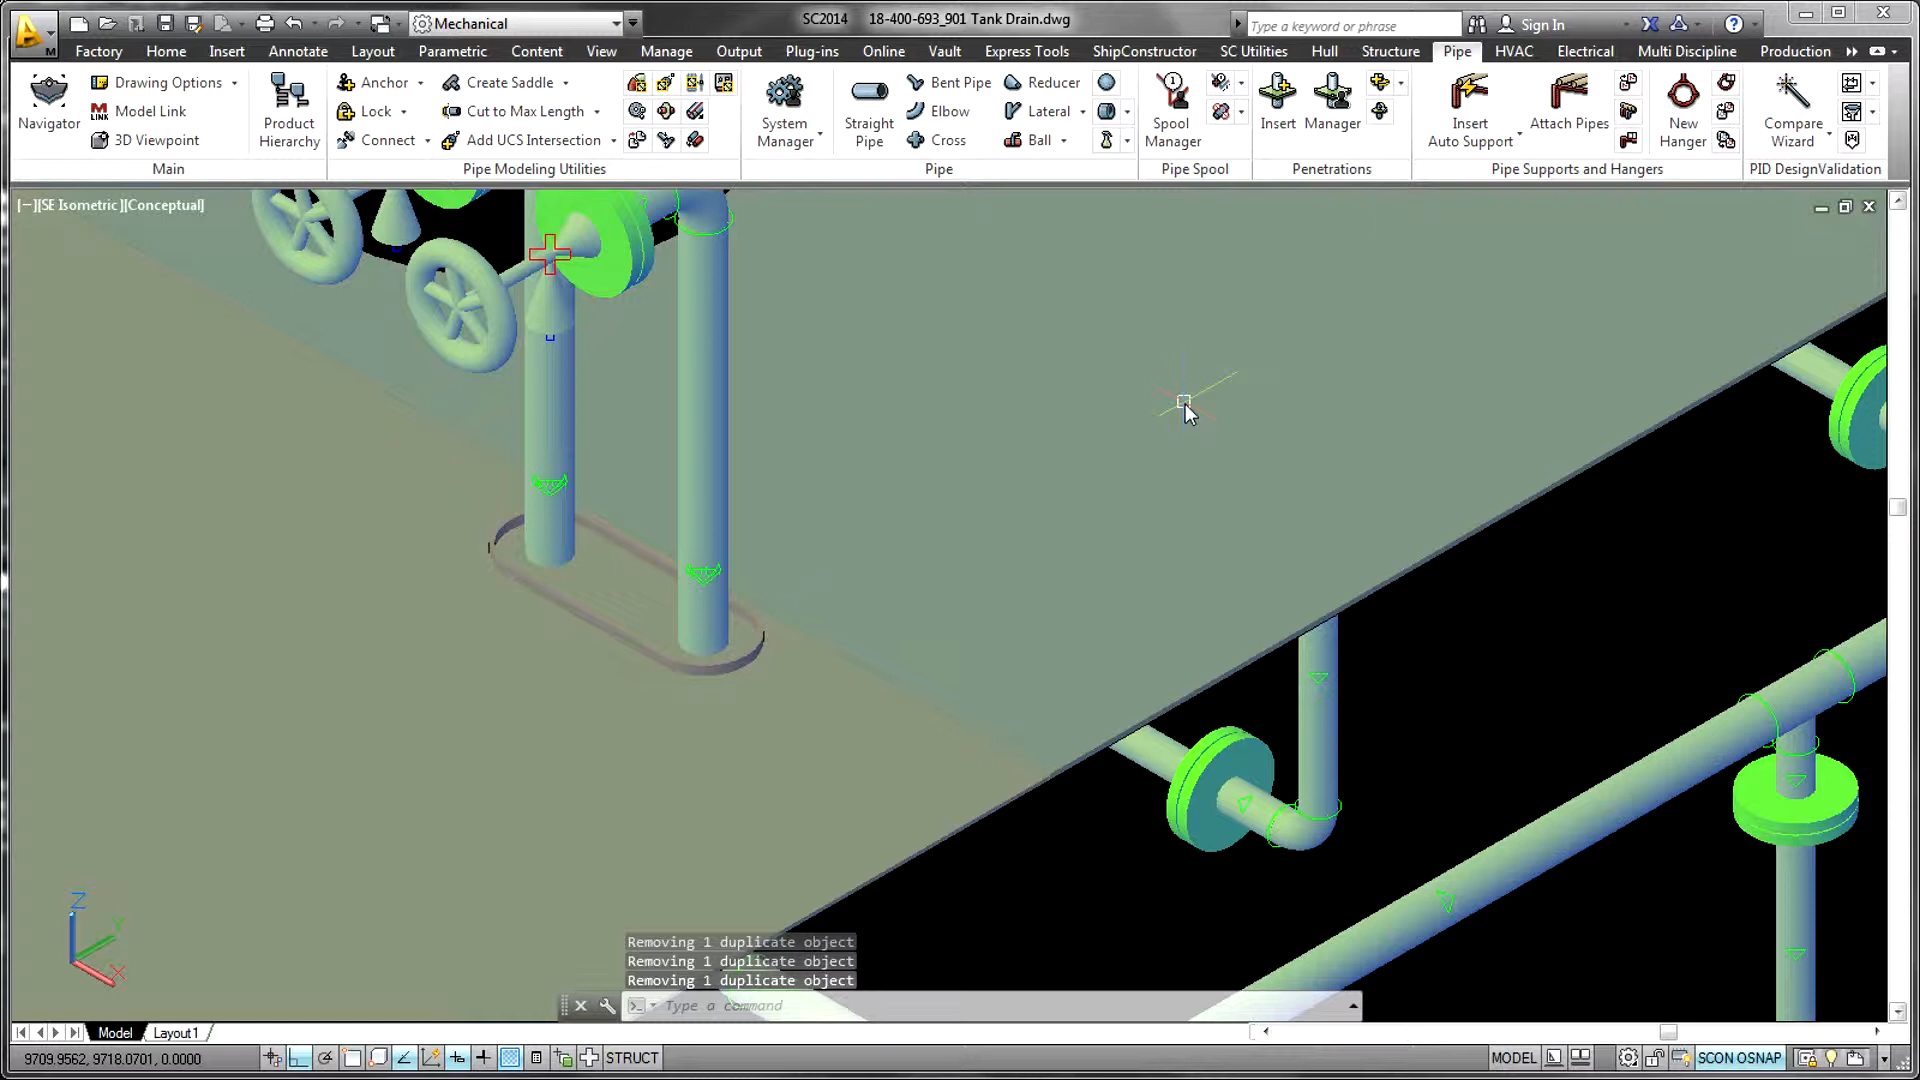 Mechanical
SC2014 18-400-693_901 Tank Drain.dwg
Type a keyword or phrase
Sign In
M
Factory Home Insert Annotate Layout Parametric Content View Manage Output Plug-ins Online Vault Express Tools ShipConstructor SC Utilities Hull Structure Pipe HVAC Electrical Multi Discipline Production
Navigator
Drawing Options
M LINK Model Link
3D Viewpoint
Product Hierarchy
Main
Anchor
Lock
Connect
Create Saddle
Cut to Max Length
Add UCS Intersection
Pipe Modeling Utilities
System Manager
Straight Pipe
Bent Pipe
Elbow
Cross
Reducer
Lateral
Ball
Pipe
1
Spool Manager
Pipe Spool
Insert
Manager
Penetrations
Insert Auto Support
Attach Pipes
New Hanger
Pipe Supports and Hangers
Compare Wizard
PID DesignValidation
[−][SE Isometric][Conceptual]
Z
Y
X
Removing 1 duplicate object
Removing 1 duplicate object
Removing 1 duplicate object
Type a command
Model Layout1
9709.9562, 9718.0701, 0.0000
STRUCT
MODEL
SCON OSNAP